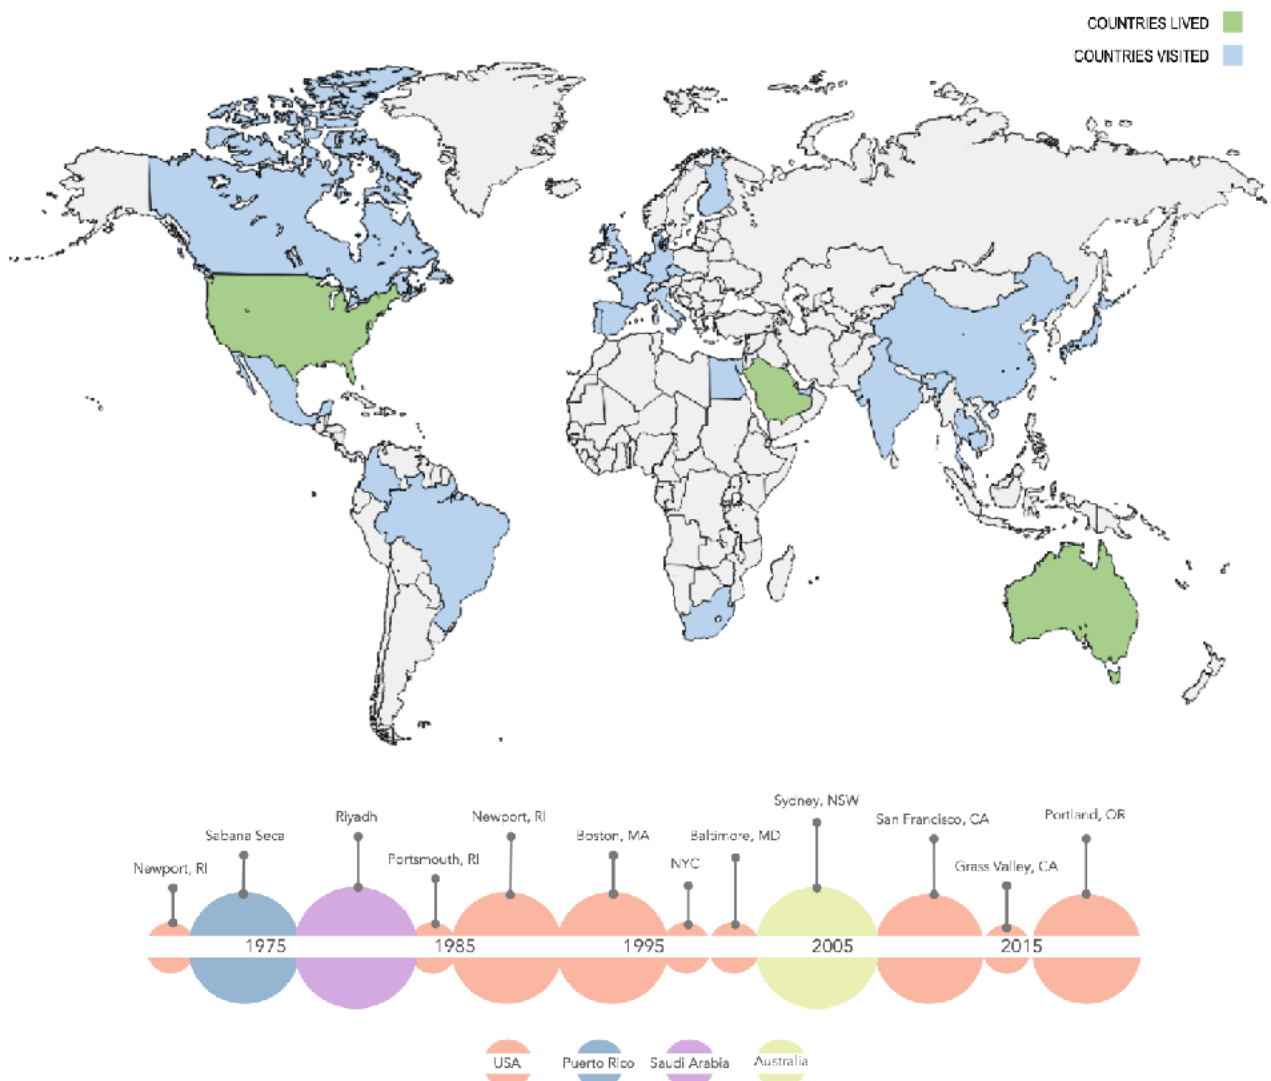 COUNTRIES LIVED
COUNTRIES VISITED
Sydney, NSW
Riyadh
Newport, RI
San Francisco, CA
Portland, OR
Sabana Seca
Boston, MA
Baltimore, MD
Newport, RI
Portsmouth, RI
NYC
Grass Valley, CA
1975
1985
1995
2005
2015
USA
Puerto Rico
Saudi Arabia
Australia